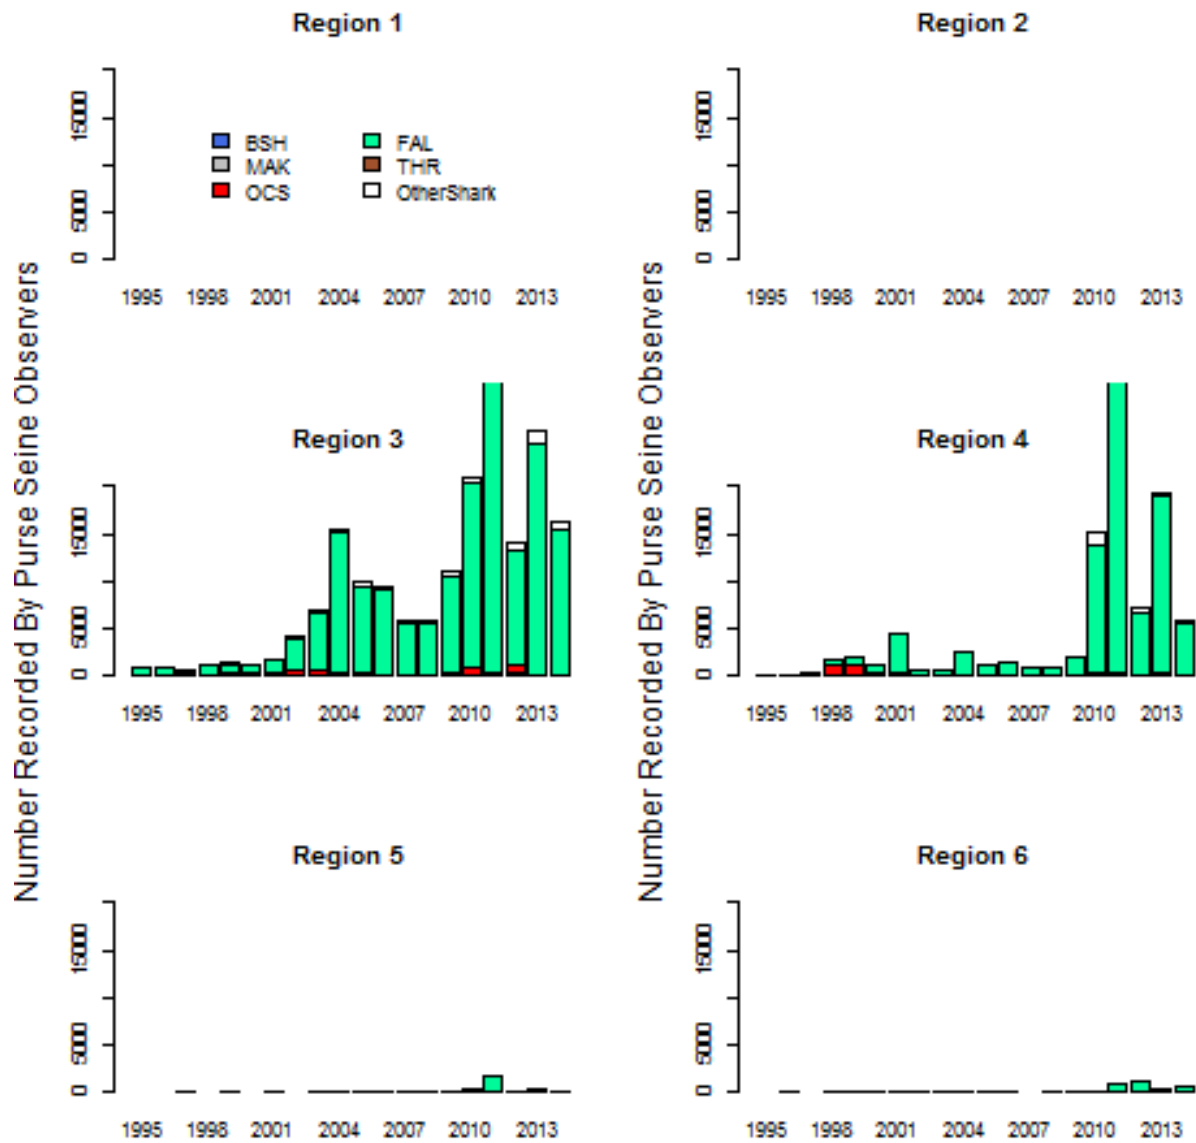 Region 1
Region 2
15000
5000
0
BSH
FAL
MAK
THR
OCS
OtherShark
1995 1998 2001 2004 2007 2010 2013
15000
5000
0
1995 1998 2001 2004 2007 2010 2013
Number Recorded By Purse Seine Observers
Number Recorded By Purse Seine Observers
Region 3
Region 4
15000
5000
0
1995 1998 2001 2004 2007 2010 2013
15000
5000
0
1995 1998 2001 2004 2007 2010 2013
Region 5
Region 6
15000
5000
0
1995 1998 2001 2004 2007 2010 2013
15000
5000
0
1995 1998 2001 2004 2007 2010 2013